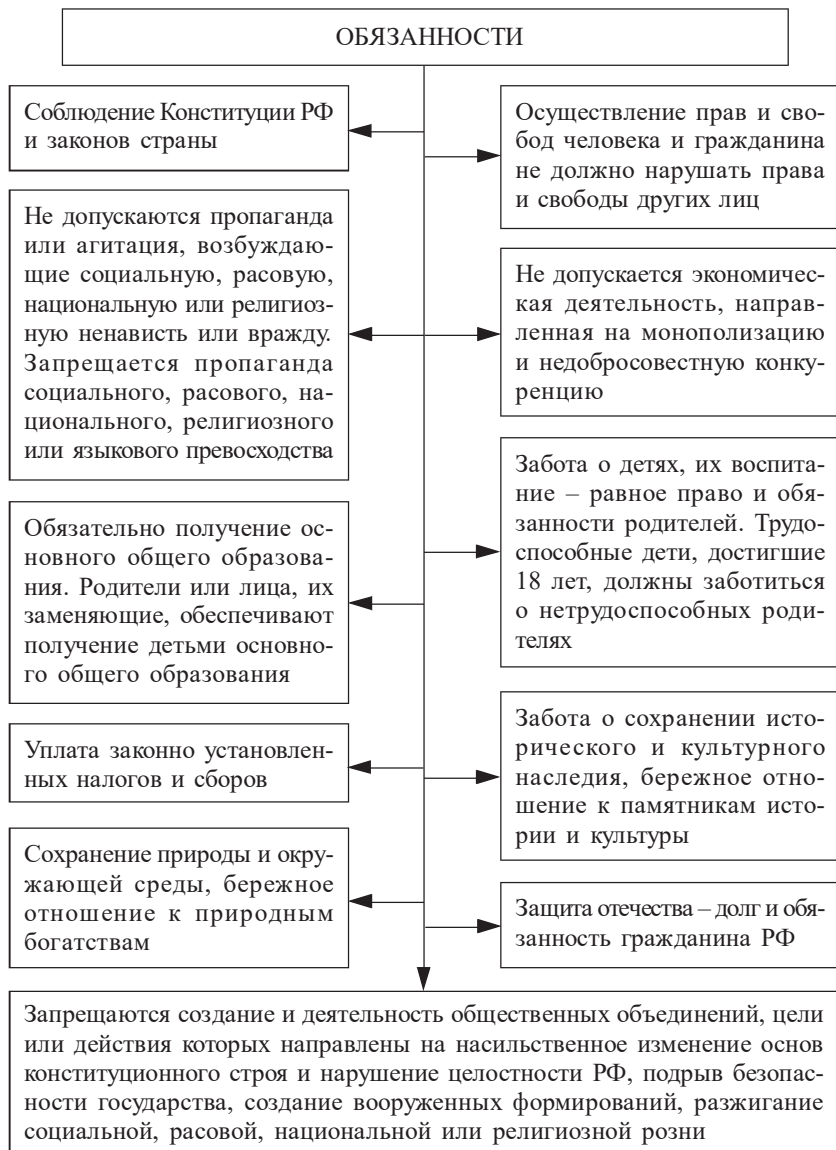 ОБЯЗАННОСТИ
Соблюдение Конституции РФ
и законов страны
Осуществление прав и сво-
бод человека и гражданина
не должно нарушать права
и свободы других лиц
Не допускаются пропаганда
или агитация, возбуждаю-
щие социальную, расовую,
национальную или религиоз-
ную ненависть или вражду.
Запрещается пропаганда
социального, расового, на-
ционального, религиозного
или языкового превосходства
Не допускается экономичес-
кая деятельность, направ-
ленная на монополизацию
и недобросовестную конку-
ренцию
Забота о детях, их воспита-
ние – равное право и обя-
занности родителей. Трудо-
способные дети, достигшие
18 лет, должны заботиться
о нетрудоспособных роди-
телях
Обязательно получение ос-
новного общего образова-
ния. Родители или лица, их
заменяющие, обеспечивают
получение детьми основно-
го общего образования
Забота о сохранении исто-
рического и культурного
наследия, бережное отно-
шение к памятникам исто-
рии и культуры
Уплата законно установлен-
ных налогов и сборов
Сохранение природы и окру-
жающей среды, бережное
отношение к природным
богатствам
Защита отечества – долг и обя-
занность гражданина РФ
Запрещаются создание и деятельность общественных объединений, цели
или действия которых направлены на насильственное изменение основ
конституционного строя и нарушение целостности РФ, подрыв безопас-
ности государства, создание вооруженных формирований, разжигание
социальной, расовой, национальной или религиозной розни